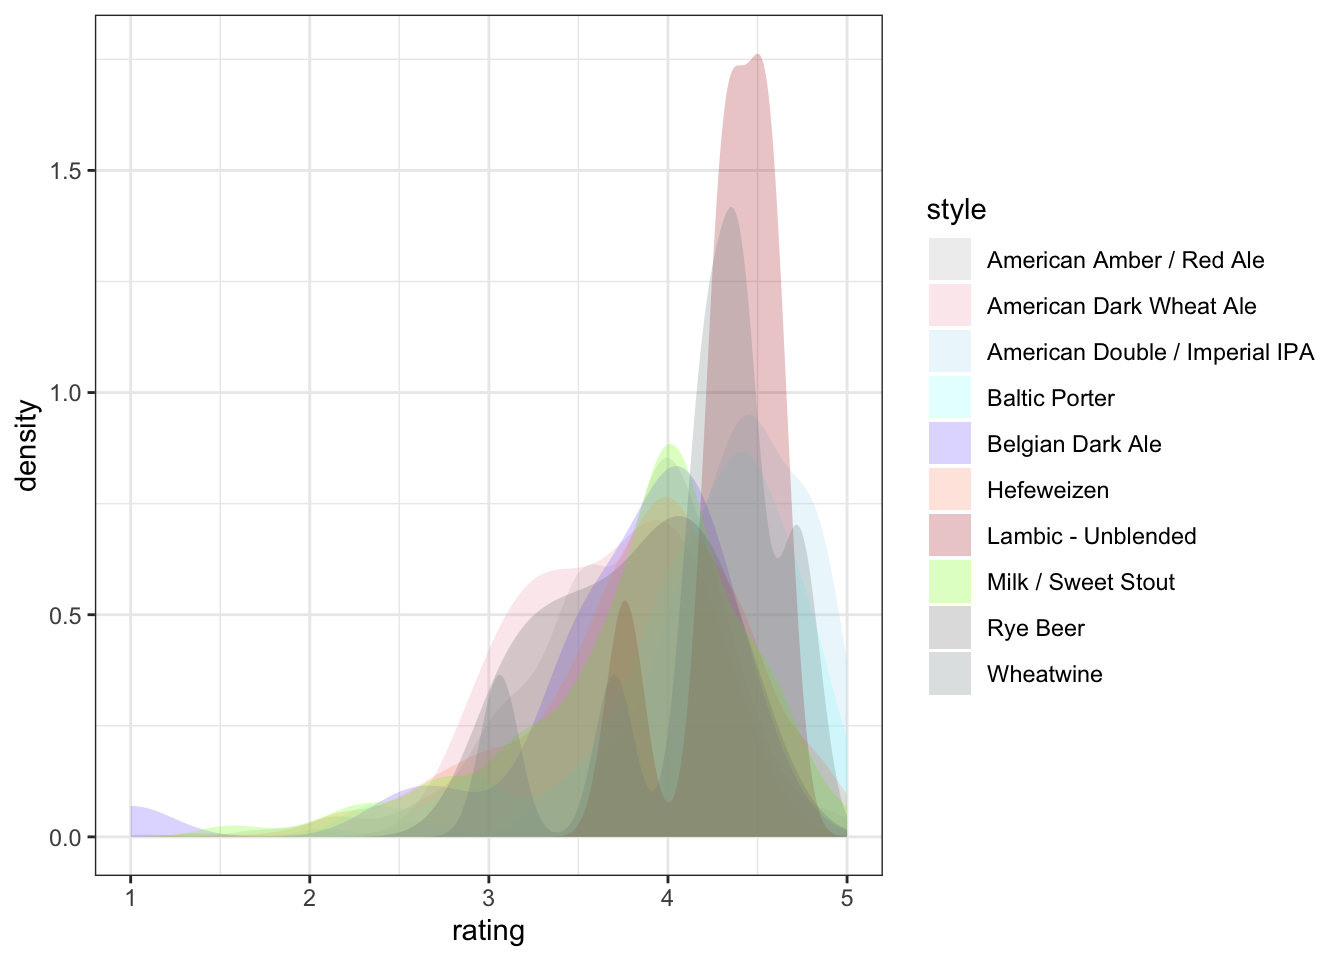 density
1.5
1.0
0.5
0.0
1 2 3 4 5
rating
style
American Amber / Red Ale
American Dark Wheat Ale
American Double / Imperial IPA
Baltic Porter
Belgian Dark Ale
Hefeweizen
Lambic - Unblended
Milk / Sweet Stout
Rye Beer
Wheatwine